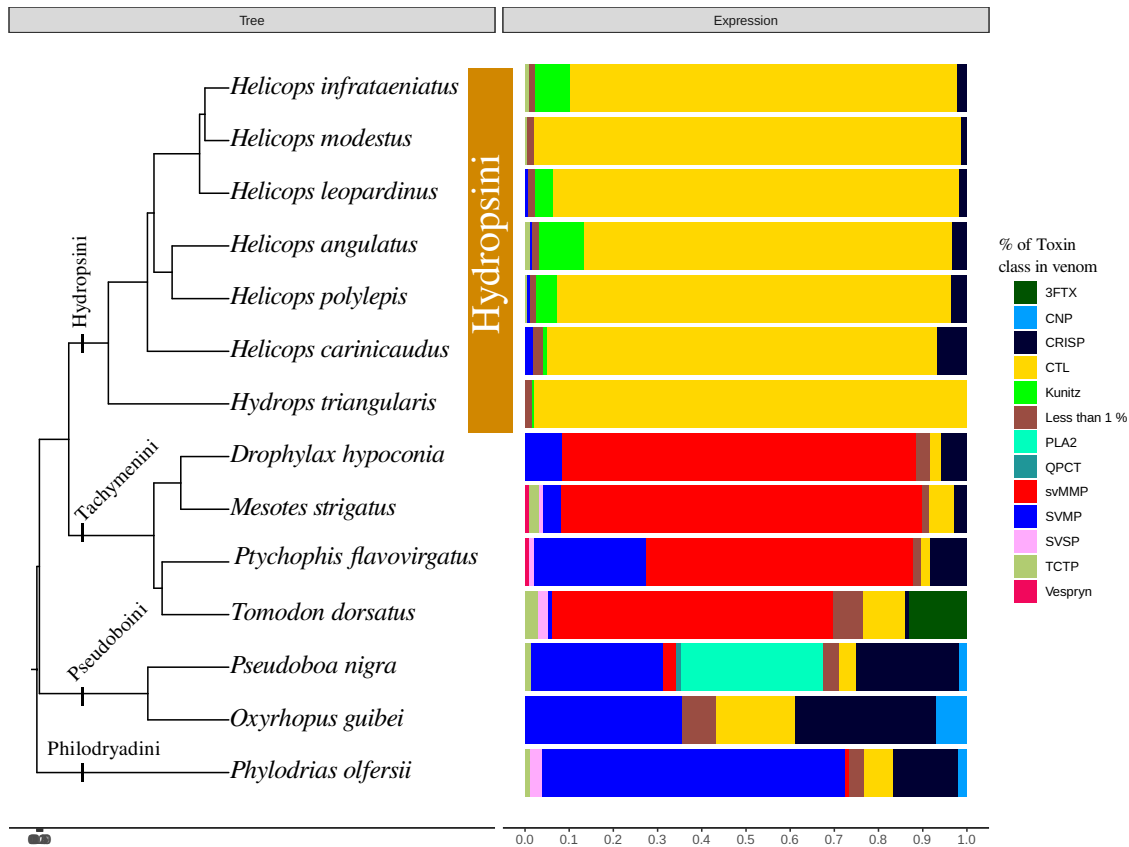 Tree
Expression
Helicops infrataeniatus
Helicops modestus
Helicops leopardinus
Helicops angulatus
Helicops polylepis
Helicops carinicaudus
Hydrops triangularis
Drophylax hypoconia
Mesotes strigatus
Ptychophis flavovirgatus
Tomodon dorsatus
Pseudoboa nigra
Oxyrhopus guibei
Phylodrias olfersii
Hydropsini
Tachymenini
Pseudoboini
Philodryadini
Hydropsini
0.0 0.1 0.2 0.3 0.4 0.5 0.6 0.7 0.8 0.9 1.0
% of Toxin
class in venom
3FTX
CNP
CRISP
CTL
Kunitz
Less than 1 %
PLA2
QPCT
svMMP
SVMP
SVSP
TCTP
Vespryn